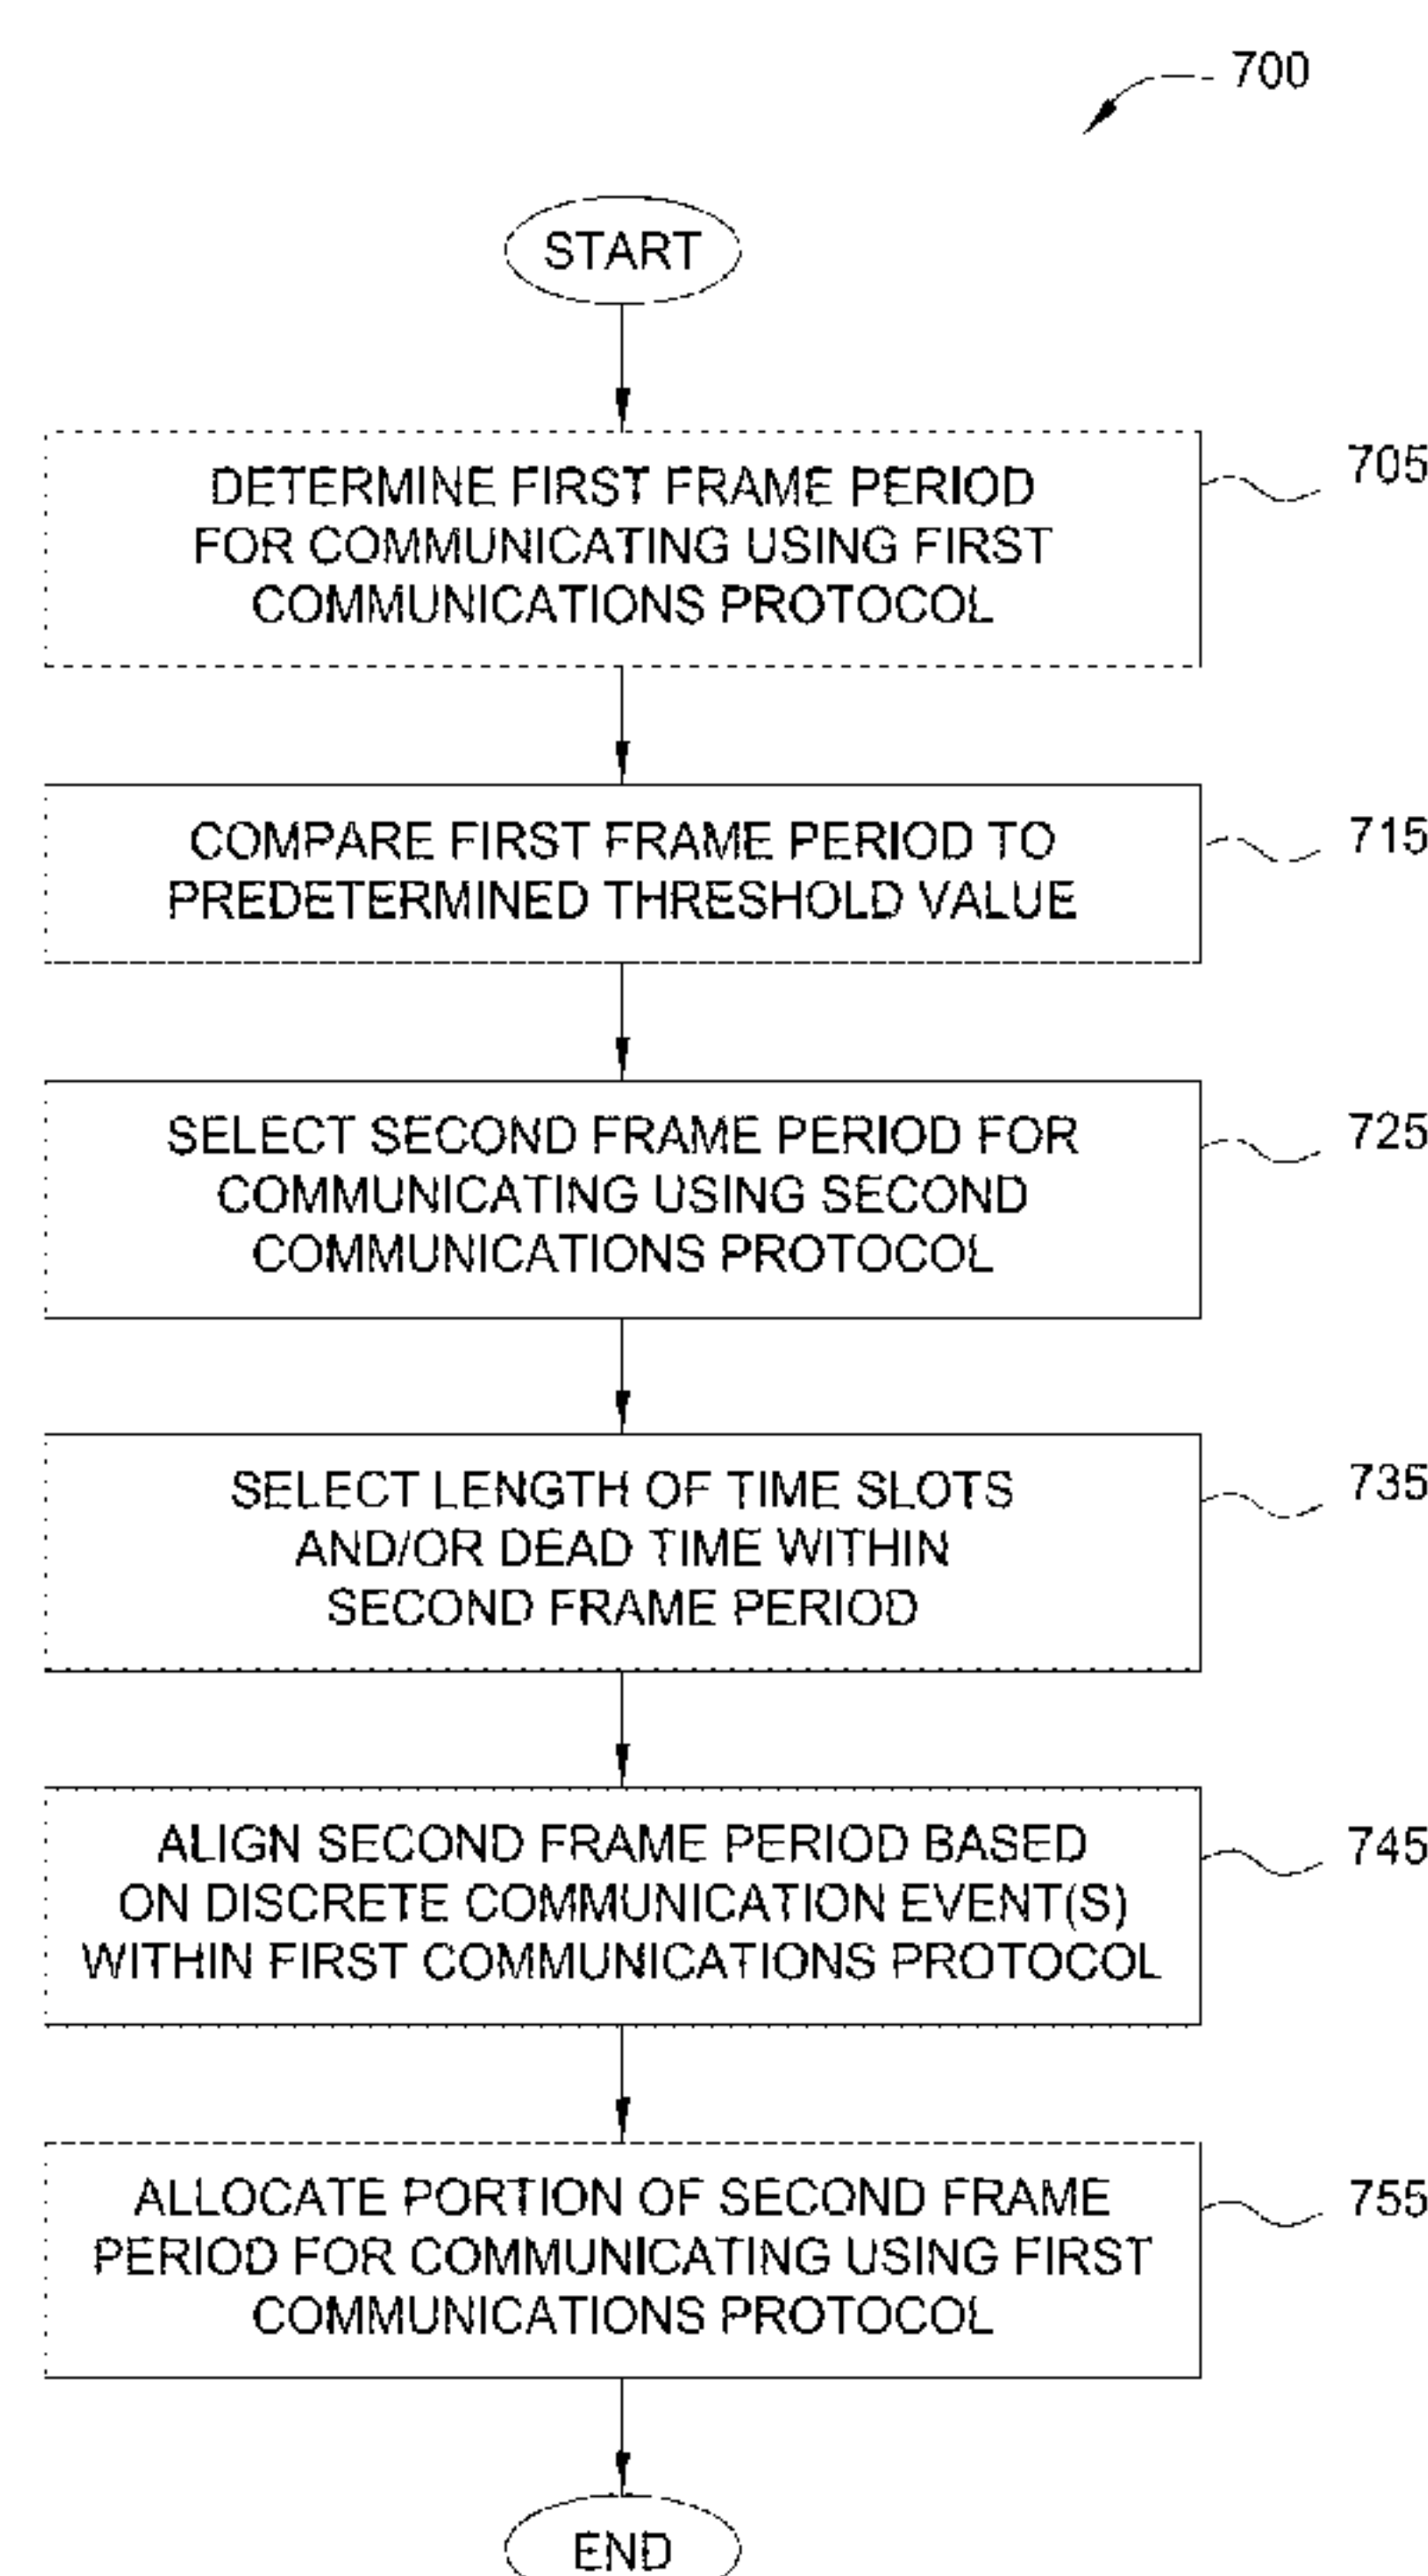 700
START
DETERMINE FIRST FRAME PERIOD
FOR COMMUNICATING USING FIRST
COMMUNICATIONS PROTOCOL
705
COMPARE FIRST FRAME PERIOD TO
PREDETERMINED THRESHOLD VALUE
715
SELECT SECOND FRAME PERIOD FOR
COMMUNICATING USING SECOND
COMMUNICATIONS PROTOCOL
725
SELECT LENGTH OF TIME SLOTS
AND/OR DEAD TIME WITHIN
SECOND FRAME PERIOD
735
ALIGN SECOND FRAME PERIOD BASED
ON DISCRETE COMMUNICATION EVENT(S)
WITHIN FIRST COMMUNICATIONS PROTOCOL
745
ALLOCATE PORTION OF SECOND FRAME
PERIOD FOR COMMUNICATING USING FIRST
COMMUNICATIONS PROTOCOL
755
END